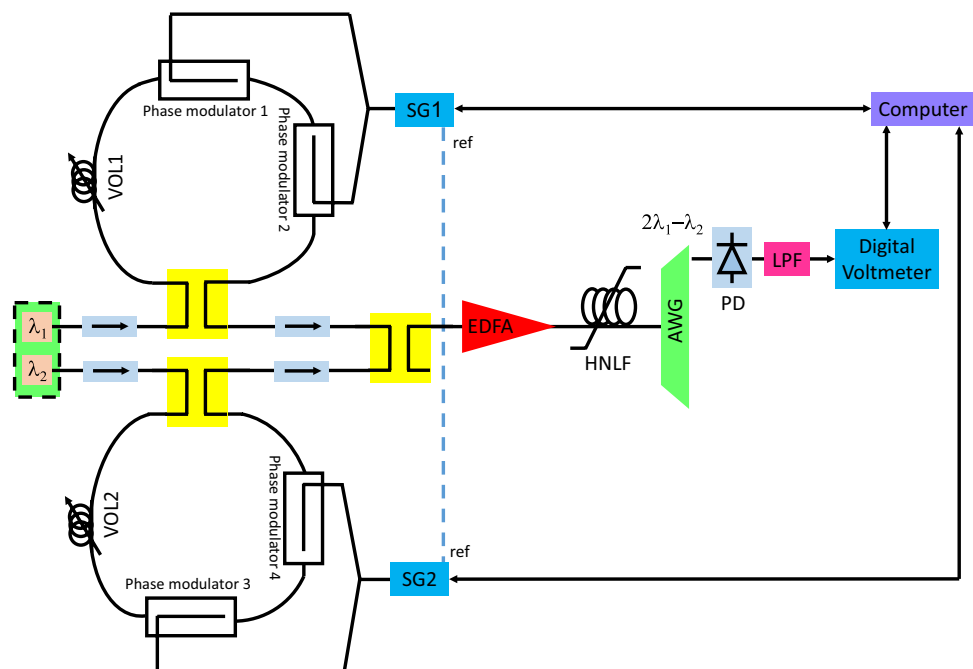 Phase modulator 1
Phase modulator 2
VOL1
SG1
ref
Computer
2λ₁−λ₂
PD
LPF
Digital
Voltmeter
λ₁
λ₂
EDFA
HNLF
AWG
VOL2
Phase modulator 4
Phase modulator 3
ref
SG2